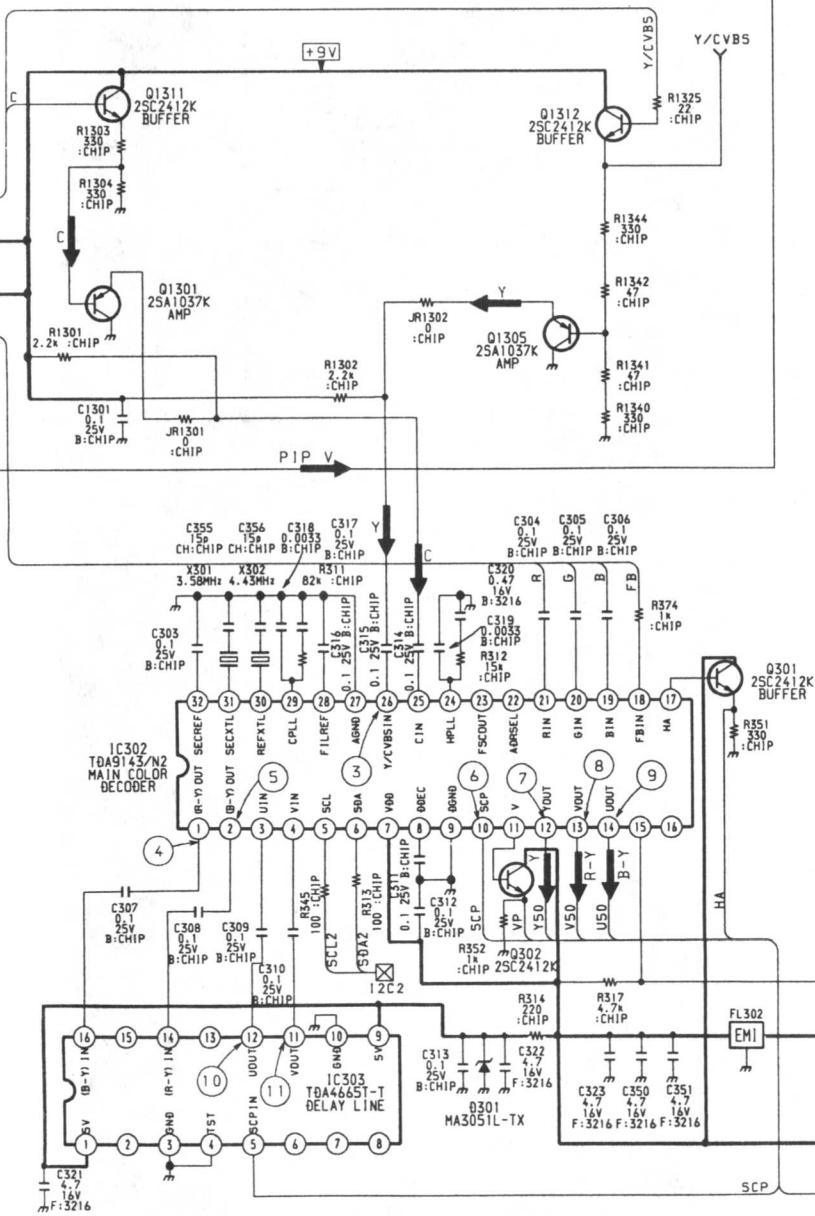 Y/CVBS
Y/CVBS
+9V
C
Q1311
2SC2412K
BUFFER
R1303
330
:CHIP
R1304
330
:CHIP
C
Q1301
2SA1037K
AMP
R1301
2.2k :CHIP
C1301
0.1
25V
B:CHIP
JR1301
0
:CHIP
R1302
2.2k
:CHIP
JR1302
0
:CHIP
Y
Q1305
2SA1037K
AMP
Q1312
2SC2412K
BUFFER
R1325
22
:CHIP
R1344
330
:CHIP
R1342
47
:CHIP
R1341
47
:CHIP
R1340
330
:CHIP
PIP V
C355
15p
CH:CHIP
C356
15p
CH:CHIP
C318
0.0033
B:CHIP
C317
0.1
25V
B:CHIP
X301
3.58MHz
X302
4.43MHz
R311
82k :CHIP
Y
C
C303
0.1
25V
B:CHIP
C316
0.1 25V B:CHIP
C315
0.1 25V B:CHIP
C314
0.1 25V B:CHIP
C320
0.47
16V
B:3216
C319
0.0033
B:CHIP
R312
15k
:CHIP
C304
0.1
25V
B:CHIP
C305
0.1
25V
B:CHIP
C306
0.1
25V
B:CHIP
R
G
B
FB
R374
1k
:CHIP
Q301
2SC2412K
BUFFER
R351
330
:CHIP
32 31 30 29 28 27 26 25 24 23 22 21 20 19 18 17
SECREF
SECXTL
REFXTL
CPLL
FILREF
AGND
Y/CVBSIN
CIN
HPLL
FSCOUT
ADRSEL
RIN
GIN
BIN
FBIN
HA
IC302
TDA9143/N2
MAIN COLOR
DECODER
3
5
6
7
8
9
4
(R-Y) OUT
(B-Y) OUT
UIN
VIN
SCL
SDA
VDD
DDEC
DGND
SCP
V
YOUT
VOUT
UOUT
1 2 3 4 5 6 7 8 9 10 11 12 13 14 15 16
C307
0.1
25V
B:CHIP
C308
0.1
25V
B:CHIP
C309
0.1
25V
B:CHIP
C310
0.1
25V
B:CHIP
R345
100 :CHIP
SCL2
R313
100 :CHIP
SDA2
I2C2
C311
0.1 25V B:CHIP
C312
0.1
25V
B:CHIP
SCP
R352
1k
:CHIP
VP
Q302
2SC2412K
Y
Y50
R-Y
V50
B-Y
U50
HA
R314
220
:CHIP
R317
4.7k
:CHIP
FL302
EMI
16 15 14 13 12 11 10 9
(B-Y) IN
(R-Y) IN
UOUT
VOUT
GND
5V
10
11
IC303
TDA4665T-T
DELAY LINE
5V
GND
TST
SCPIN
1 2 3 4 5 6 7 8
C321
4.7
16V
F:3216
C313
0.1
25V
B:CHIP
D301
MA3051L-TX
C322
4.7
16V
F:3216
C323
4.7
16V
F:3216
C350
4.7
16V
F:3216
C351
4.7
16V
F:3216
SCP